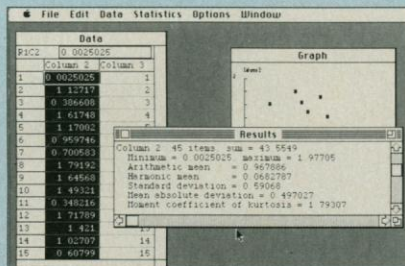 File Edit Data Statistics Options Window
Data
R1C2 0 0025025
Column 2 Column 3
1 0 0025025 1
2 1 12717 2
3 0 386608 3
4 1 61748 4
5 1 17002 5
6 0 959746 6
7 0 700583 7
8 1 79192 8
9 1 64568 9
10 1 49321 10
11 0 348216 11
12 1 71789 12
13 1 421 13
14 1 02707 14
15 0 60799 15
Graph
Results
Column 2 45 items sum = 43 5549
Minimum = 0 0025025, maximum = 1 97705
Arithmetic mean = 0 967886
Harmonic mean = 0 0682787
Standard deviation = 0 59068
Mean absolute deviation = 0 497027
Moment coefficient of kurtosis = 1 79307